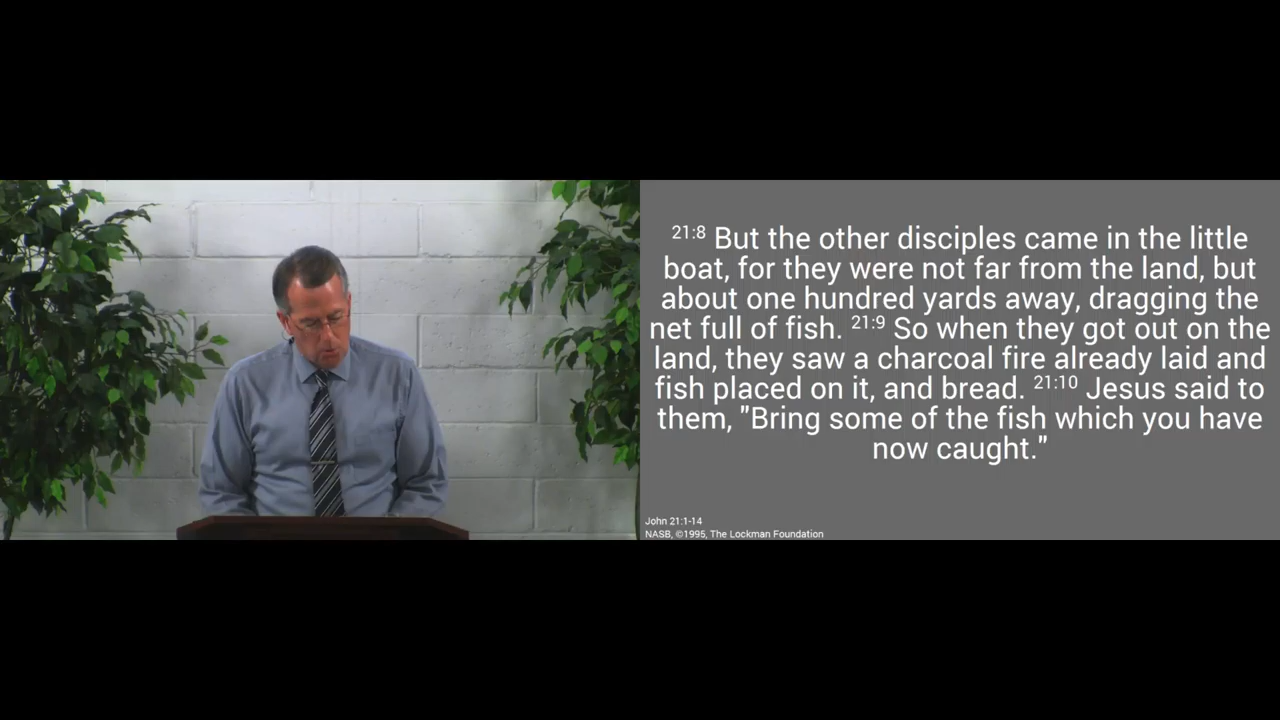 21:8 But the other disciples came in the little
boat, for they were not far from the land, but
about one hundred yards away, dragging the
net full of fish. 21:9 So when they got out on the
land, they saw a charcoal fire already laid and
fish placed on it, and bread. 21:10 Jesus said to
them, "Bring some of the fish which you have
now caught."
John 21:1-14
NASB, ©1995, The Lockman Foundation